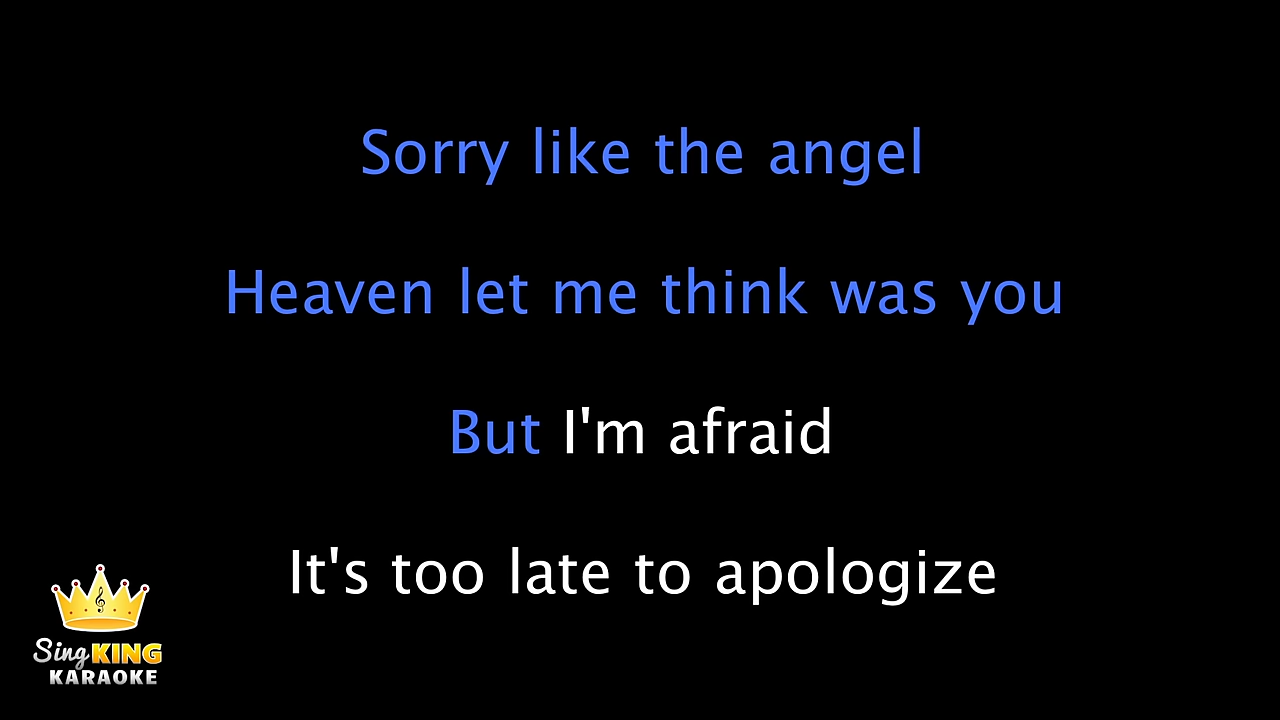 Sorry like the angel
Heaven let me think was you
But I'm afraid
It's too late to apologize
Sing KING
KARAOKE